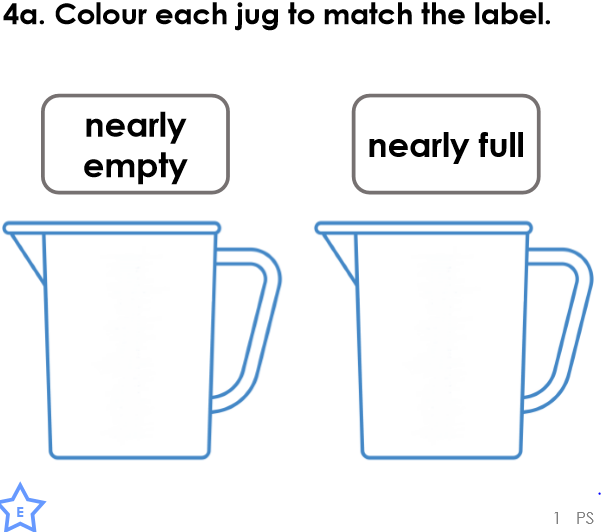 4a. Colour each jug to match the label.
nearly
empty
nearly full
E
1 PS